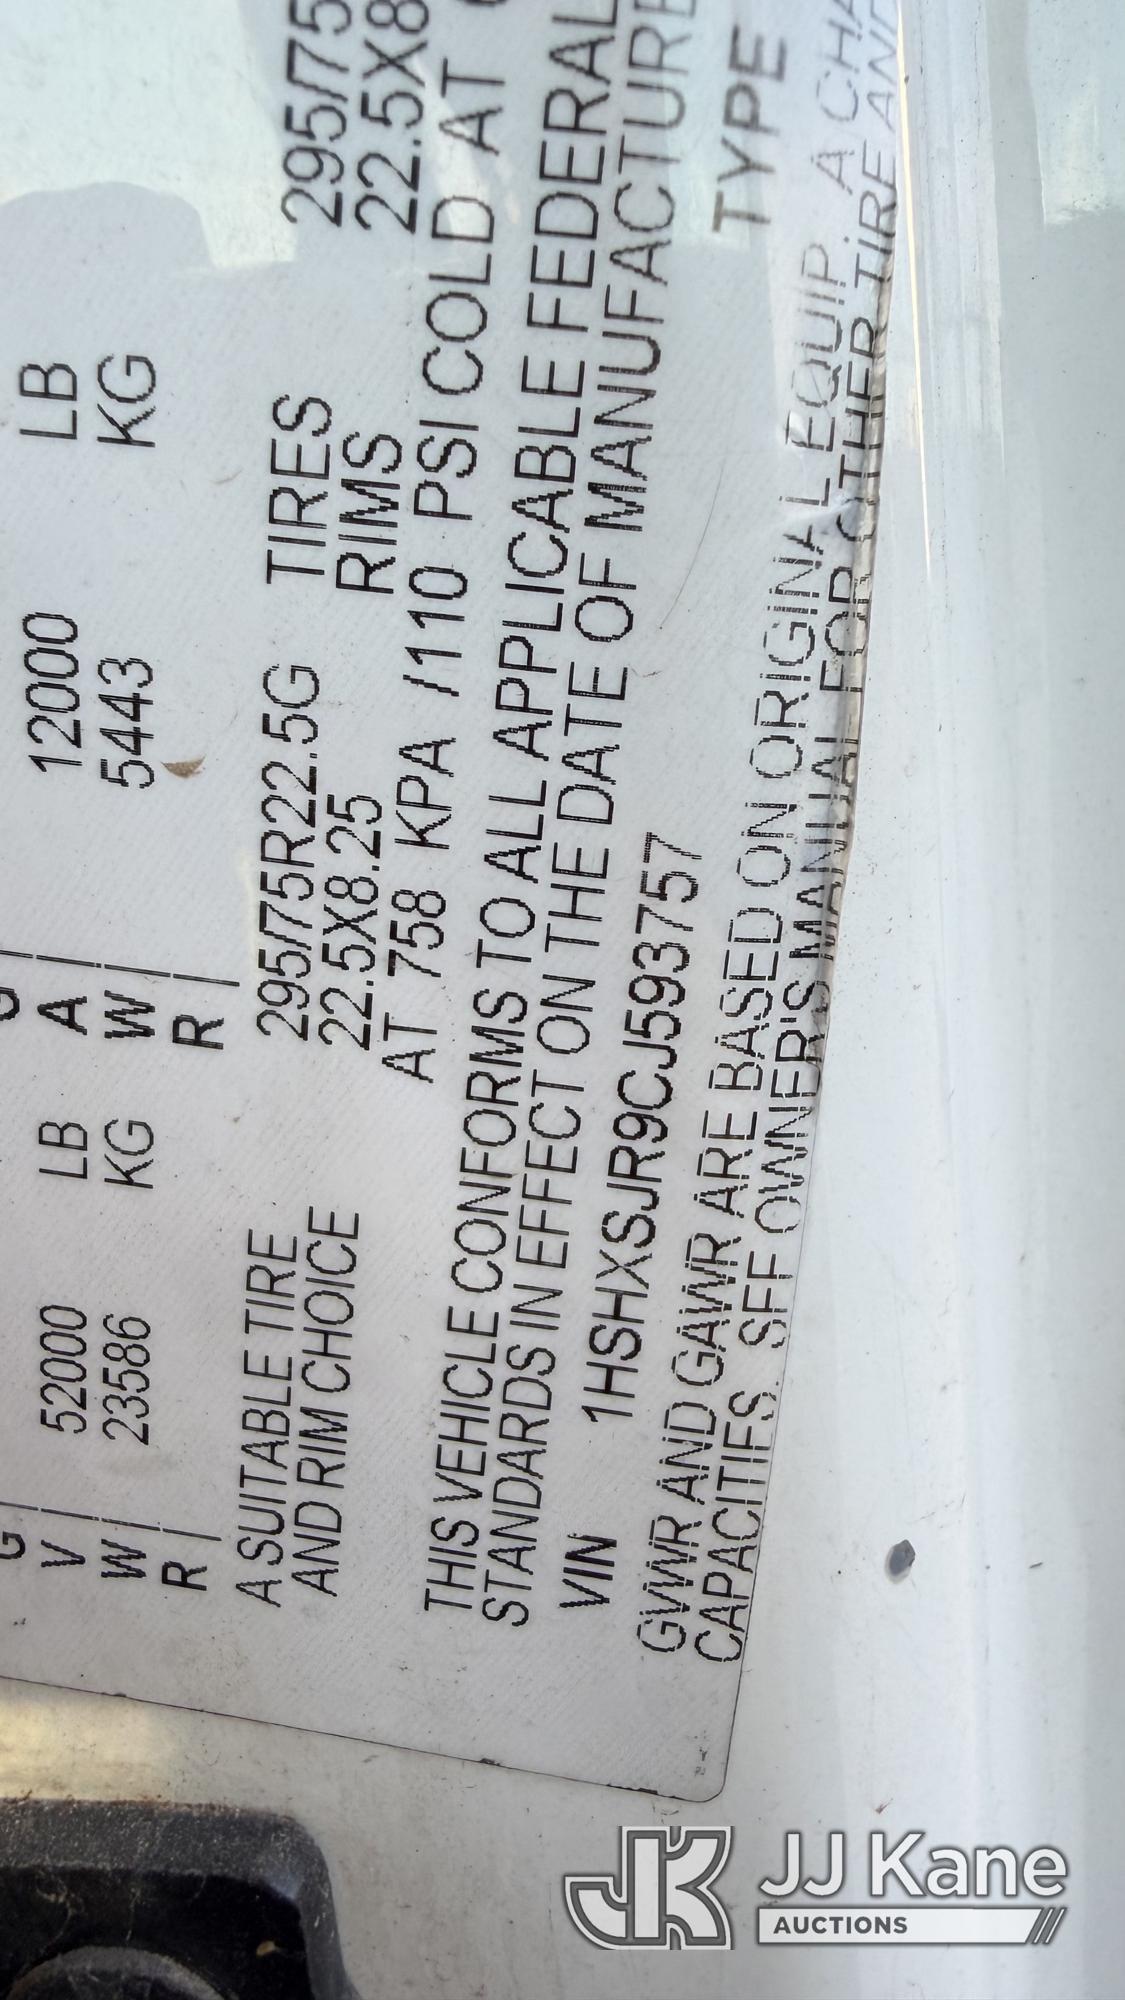 G
V 52000 LB
W 23586 KG
R
G
A 12000 LB
W 5443 KG
R
A SUITABLE TIRE 295/75R22.5G TIRES 295/75
AND RIM CHOICE 22.5X8.25 RIMS 22.5X8
AT 758 KPA /110 PSI COLD AT
THIS VEHICLE CONFORMS TO ALL APPLICABLE FEDERAL
STANDARDS IN EFFECT ON THE DATE OF MANUFACTURE
VIN 1HSHXSJR9CJ593757 TYPE
GVWR AND GAWR ARE BASED ON ORIGINAL EQUIP. A CHA
CAPACITIES. SEE OWNER'S MANUAL FOR OTHER TIRE AND
JK JJ Kane
AUCTIONS